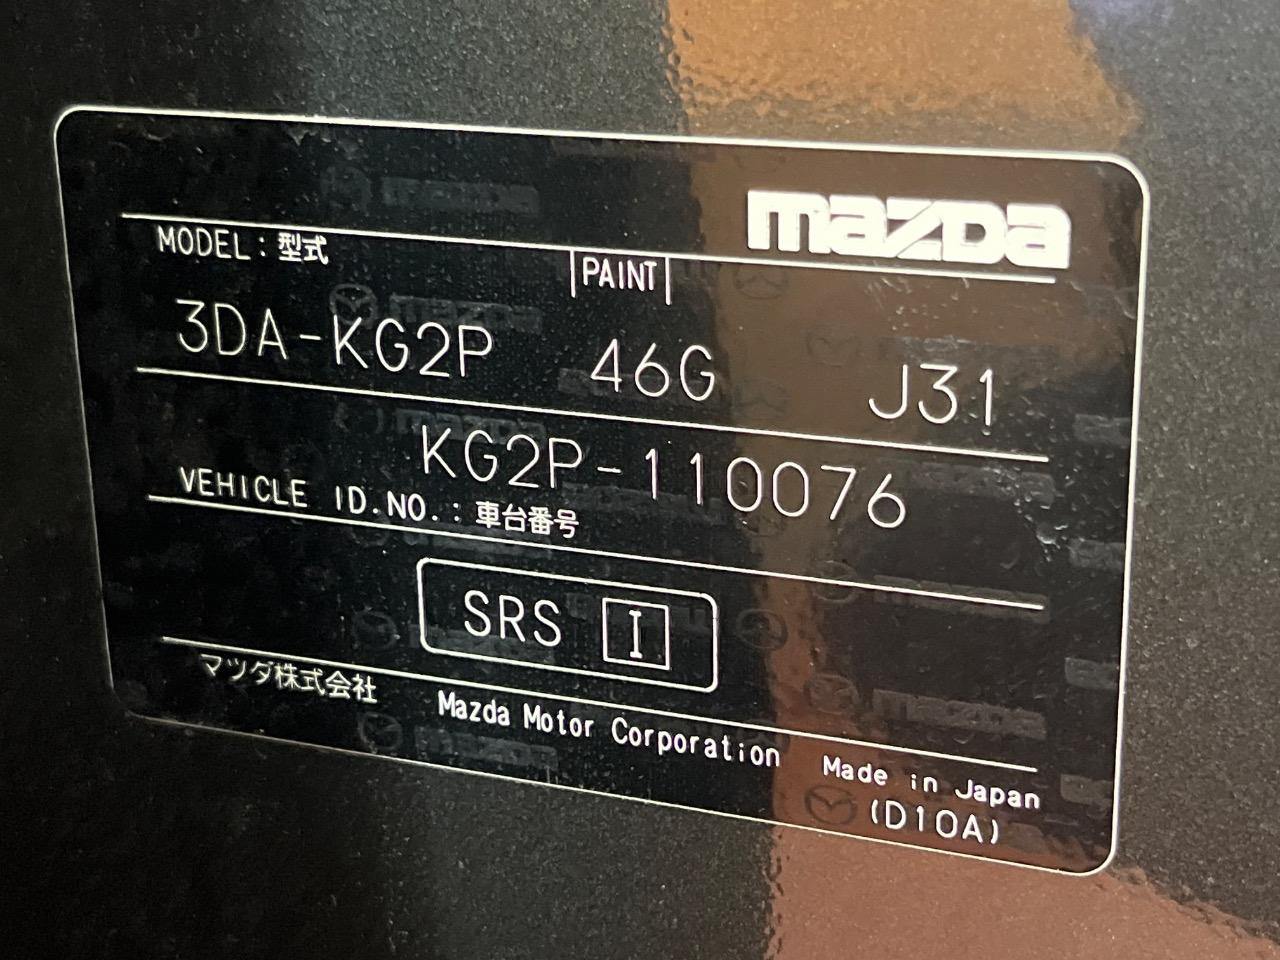 mazda
MODEL : 型式
PAINT
3DA-KG2P 46G J31
KG2P-110076
VEHICLE ID.NO. : 車台番号
SRS I
マツダ株式会社 Mazda Motor Corporation Made in Japan
(D10A)